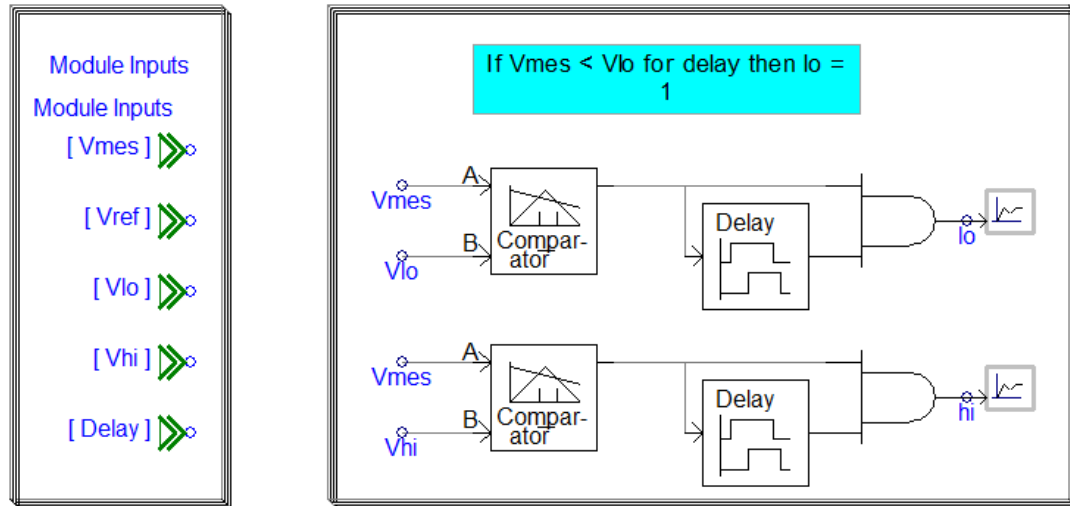 Module Inputs
Module Inputs
[ Vmes ]
[ Vref ]
[ Vlo ]
[ Vhi ]
[ Delay ]
If Vmes < Vlo for delay then lo =
1
A
Vmes
B
Vlo
Compar-
ator
Delay
lo
A
Vmes
B
Vhi
Compar-
ator
Delay
hi